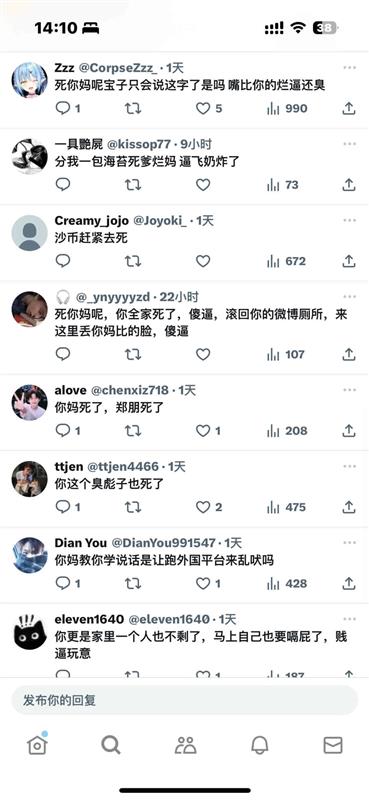 14:10
38
Zzz @CorpseZzz_ · 1天
死你妈呢宝子只会说这字了是吗 嘴比你的烂逼还臭
1 5 990
一具艷屍 @kissop77 · 9小时
分我一包海苔死爹烂妈 逼飞奶炸了
73
Creamy_jojo @Joyoki_ · 1天
沙币赶紧去死
672
@_ynyyyyzd · 22小时
死你妈呢，你全家死了，傻逼，滚回你的微博厕所，来
这里丢你妈比的脸，傻逼
107
alove @chenxiz718 · 1天
你妈死了，郑朋死了
1 1 208
ttjen @ttjen4466 · 1天
你这个臭彪子也死了
1 2 475
Dian You @DianYou991547 · 1天
你妈教你学说话是让跑外国平台来乱吠吗
1 1 428
eleven1640 @eleven1640 · 1天
你更是家里一个人也不剩了，马上自己也要嗝屁了，贱
逼玩意
1 1 187
发布你的回复